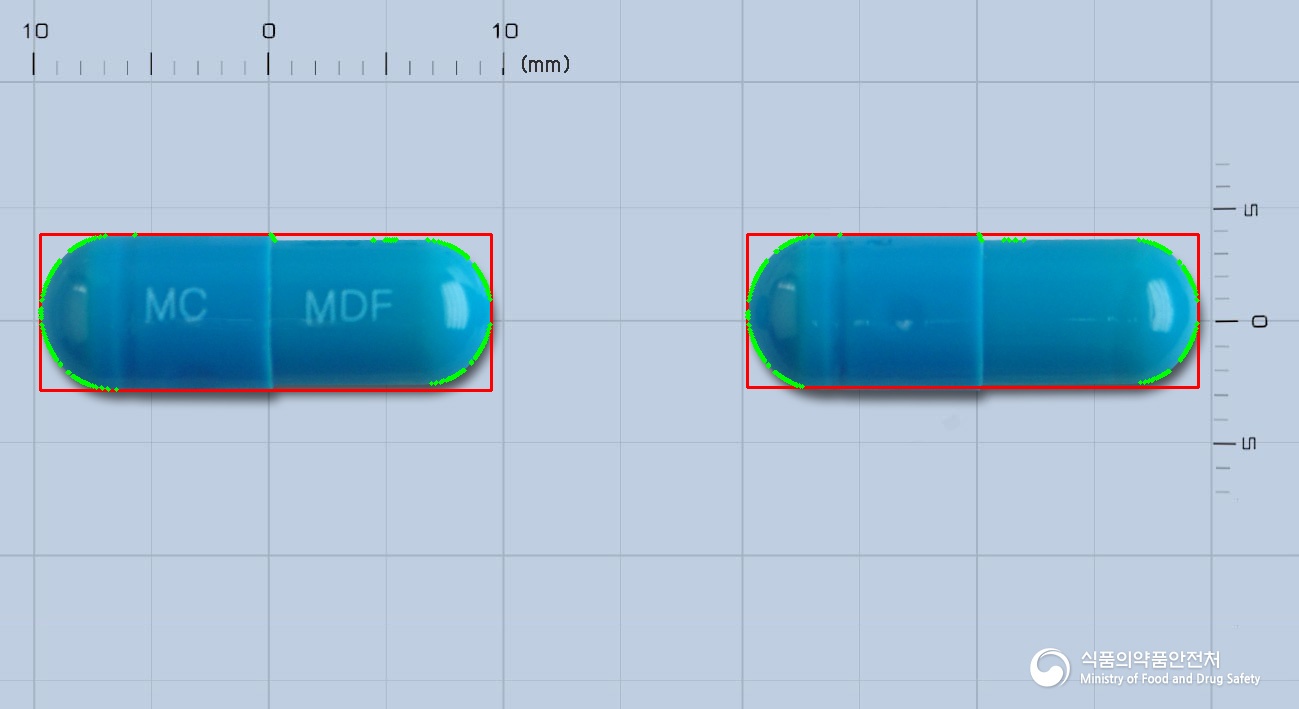 10 0 10
(mm)
MC MDF
5
0
5
식품의약품안전처
Ministry of Food and Drug Safety